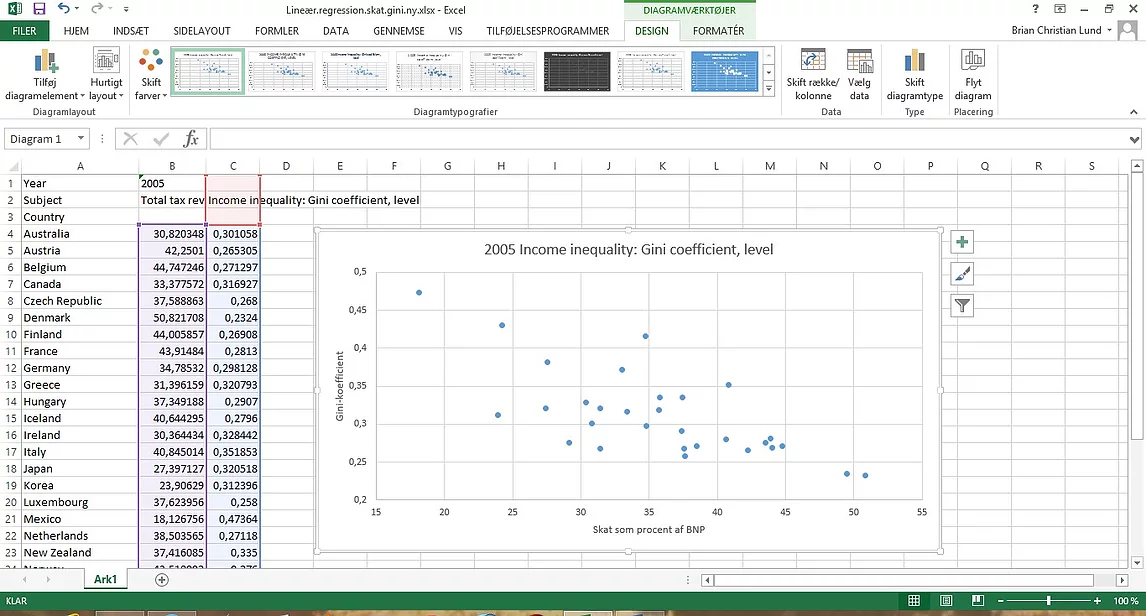 Lineær.regression.skat.gini.ny.xlsx - Excel
DIAGRAMVÆRKTØJER
FILER HJEM INDSÆT SIDELAYOUT FORMLER DATA GENNEMSE VIS TILFØJELSESPROGRAMMER DESIGN FORMATÉR
Brian Christian Lund
Tilføj diagramelement
Hurtigt layout
Skift farver
Skift række/ kolonne
Vælg data
Skift diagramtype
Flyt diagram
Diagramlayout
Diagramtypografier
Data
Type
Placering
Diagram 1
fx
A B C D E F G H I J K L M N O P Q R S
1 Year 2005
2 Subject Total tax rev Income inequality: Gini coefficient, level
3 Country
4 Australia 30,820348 0,301058
5 Austria 42,2501 0,265305
6 Belgium 44,747246 0,271297
7 Canada 33,377572 0,316927
8 Czech Republic 37,588863 0,268
9 Denmark 50,821708 0,2324
10 Finland 44,005857 0,26908
11 France 43,91484 0,2813
12 Germany 34,78532 0,298128
13 Greece 31,396159 0,320793
14 Hungary 37,349188 0,2907
15 Iceland 40,644295 0,2796
16 Ireland 30,364434 0,328442
17 Italy 40,845014 0,351853
18 Japan 27,397127 0,320518
19 Korea 23,90629 0,312396
20 Luxembourg 37,623956 0,258
21 Mexico 18,126756 0,47364
22 Netherlands 38,503565 0,27118
23 New Zealand 37,416085 0,335
2005 Income inequality: Gini coefficient, level
0,5
0,45
0,4
0,35
0,3
0,25
0,2
Gini-koefficient
15 20 25 30 35 40 45 50 55
Skat som procent af BNP
Ark1
KLAR
100 %